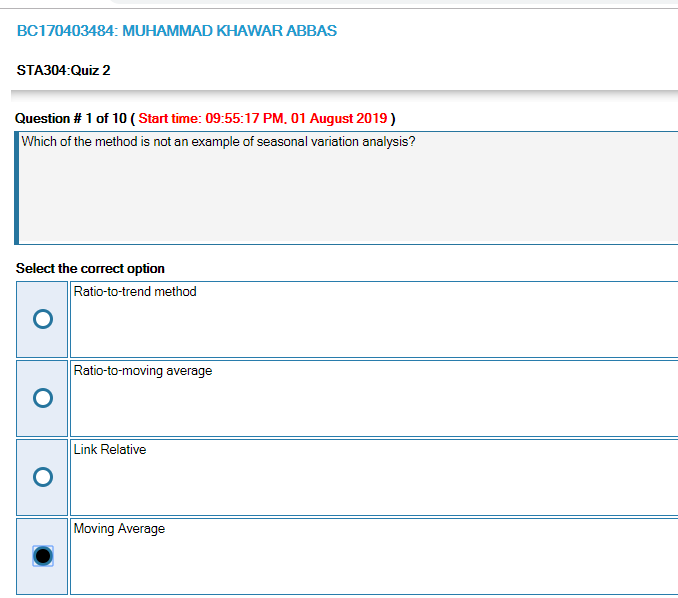 BC170403484: MUHAMMAD KHAWAR ABBAS
STA304:Quiz 2
Question # 1 of 10 ( Start time: 09:55:17 PM, 01 August 2019 )
Which of the method is not an example of seasonal variation analysis?
Select the correct option
Ratio-to-trend method
Ratio-to-moving average
Link Relative
Moving Average